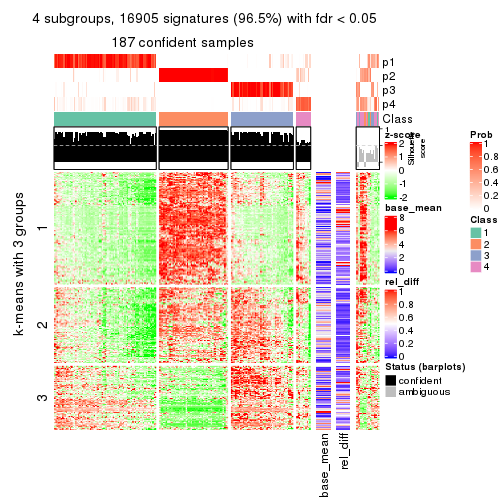 4 subgroups, 16905 signatures (96.5%) with fdr < 0.05
187 confident samples
p1
p2
p3
p4
Class
1
Silhouette
score
k-means with 3 groups
1
2
3
base_mean
rel_diff
z-score
2
1
0
-1
-2
base_mean
8
6
4
2
0
rel_diff
1
0.8
0.6
0.4
0.2
0
Status (barplots)
confident
ambiguous
Prob
1
0.8
0.6
0.4
0.2
0
Class
1
2
3
4